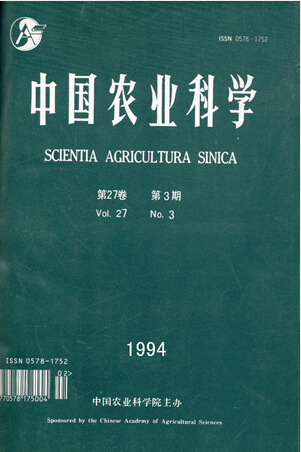 ISSN 0578-1752
中国农业科学
SCIENTIA AGRICULTURA SINICA
第27卷 第3期
Vol. 27 No. 3
1994
ISSN 0578-1752
02>
770578175004
中国农业科学院主办
Sponsored by the Chinese Academy of Agricultural Sciences